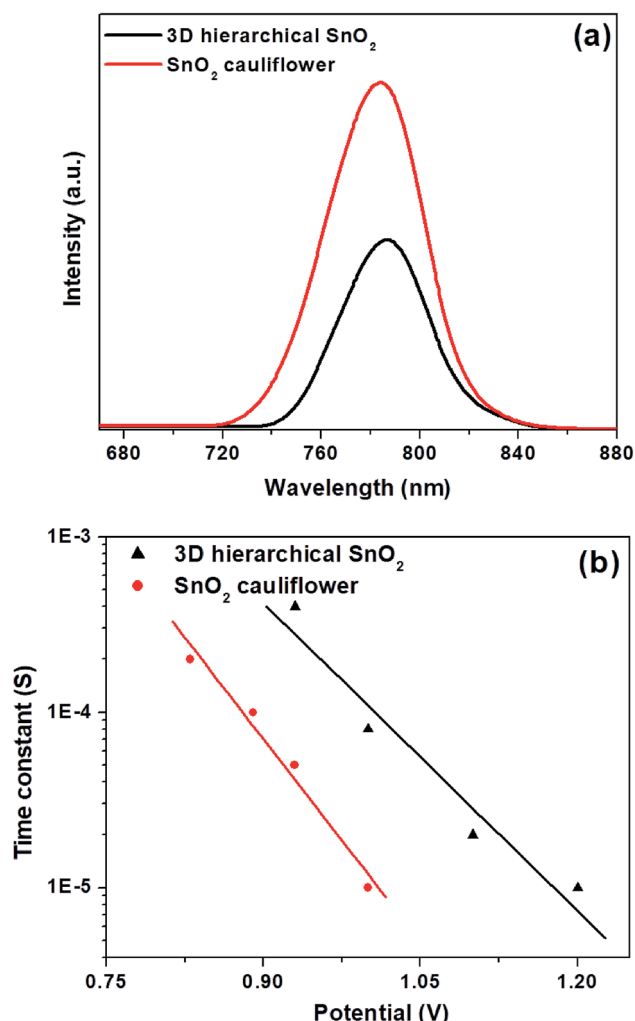 3D hierarchical SnO₂
SnO₂ cauliflower
(a)
Intensity (a.u.)
680 720 760 800 840 880
Wavelength (nm)
3D hierarchical SnO₂
SnO₂ cauliflower
(b)
1E-3
1E-4
1E-5
Time constant (S)
0.75 0.90 1.05 1.20
Potential (V)